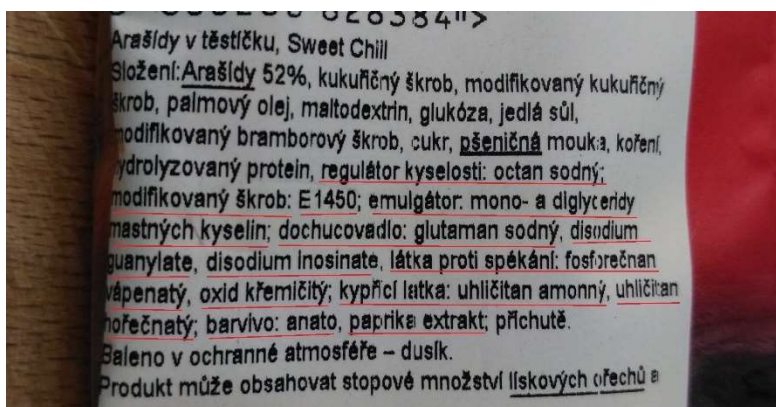 Arašídy v těstíčku, Sweet Chill
Složení:Arašídy 52%, kukuřičný škrob, modifikovaný kukuřičný
škrob, palmový olej, maltodextrin, glukóza, jedlá sůl,
modifikovaný bramborový škrob, cukr, pšeničná mouka, koření,
hydrolyzovaný protein, regulátor kyselosti: octan sodný;
modifikovaný škrob: E1450; emulgátor: mono- a diglyceridy
mastných kyselin; dochucovadlo: glutaman sodný, disodium
guanylate, disodium inosinate, látka proti spékání: fosforečnan
vápenatý, oxid křemičitý; kypřicí latka: uhličitan amonný, uhličitan
hořečnatý; barvivo: anato, paprika extrakt; příchutě.
Baleno v ochranné atmosféře – dusík.
Produkt může obsahovat stopové množství lískových ořechů a